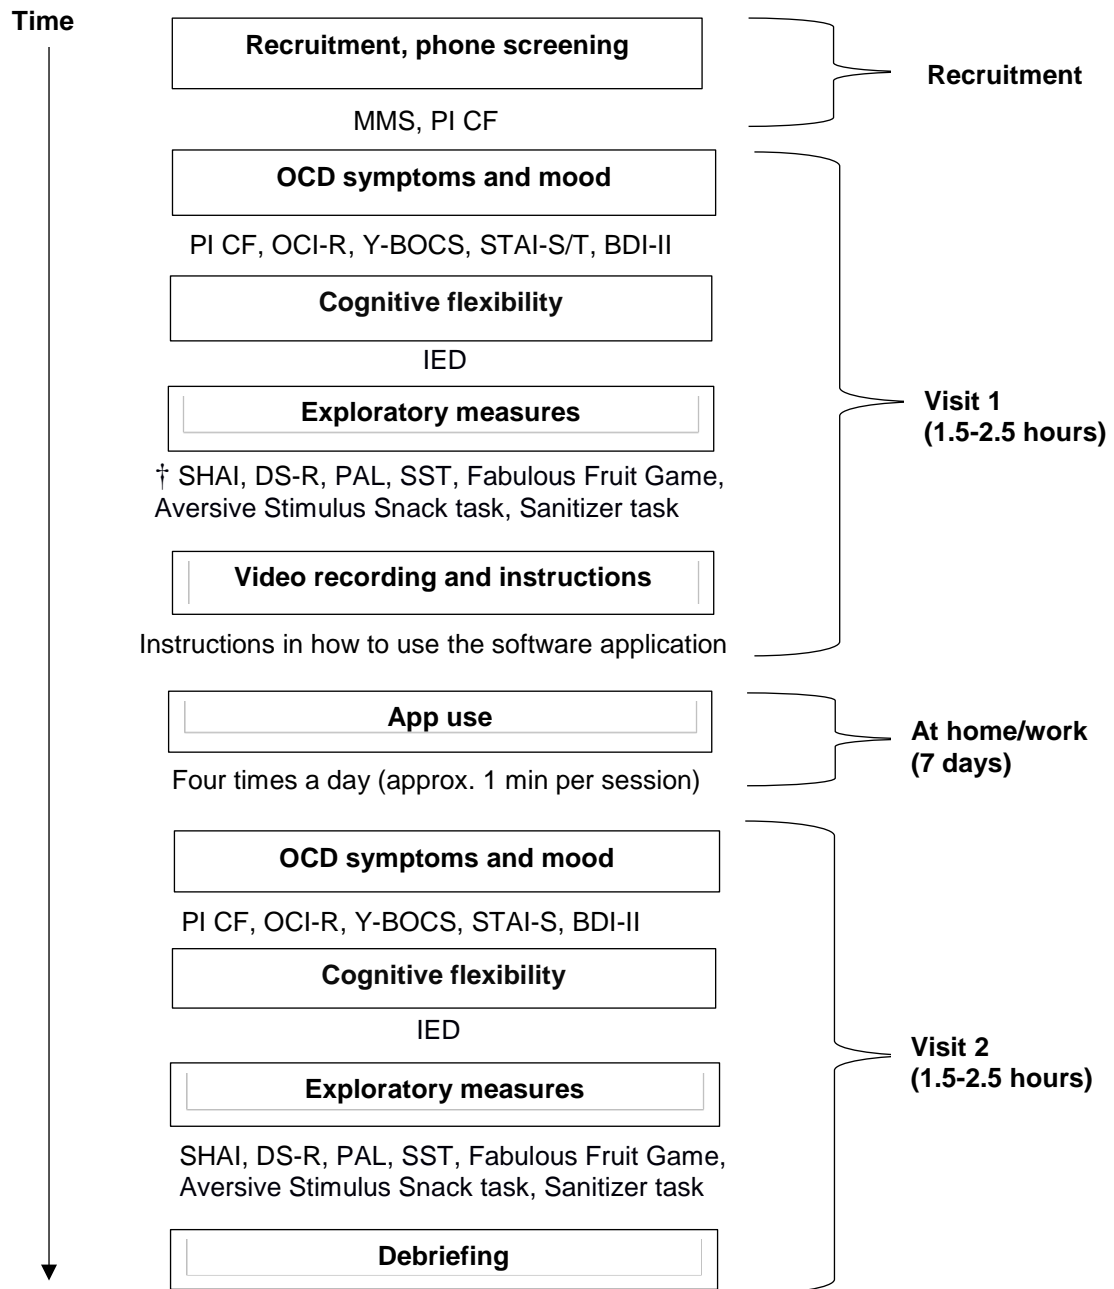 Time
Recruitment, phone screening
Recruitment
MMS, PI CF
OCD symptoms and mood
PI CF, OCI-R, Y-BOCS, STAI-S/T, BDI-II
Cognitive flexibility
IED
Exploratory measures
Visit 1
(1.5-2.5 hours)
† SHAI, DS-R, PAL, SST, Fabulous Fruit Game,
Aversive Stimulus Snack task, Sanitizer task
Video recording and instructions
Instructions in how to use the software application
App use
At home/work
(7 days)
Four times a day (approx. 1 min per session)
OCD symptoms and mood
PI CF, OCI-R, Y-BOCS, STAI-S, BDI-II
Cognitive flexibility
IED
Visit 2
(1.5-2.5 hours)
Exploratory measures
SHAI, DS-R, PAL, SST, Fabulous Fruit Game,
Aversive Stimulus Snack task, Sanitizer task
Debriefing